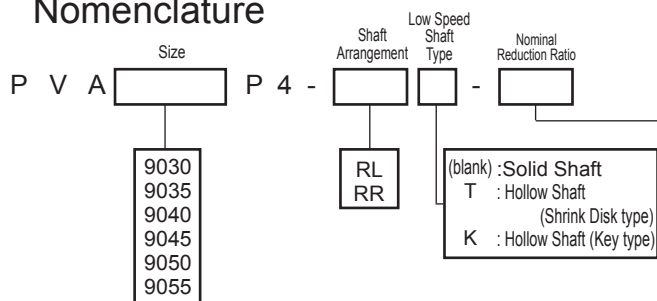 Nomenclature
Size
Shaft
Arrangement
Low Speed
Shaft
Type
Nominal
Reduction Ratio
P V A P 4 - -
9030
9035
9040
9045
9050
9055
RL
RR
(blank) :Solid Shaft
T : Hollow Shaft
(Shrink Disk type)
K : Hollow Shaft (Key type)